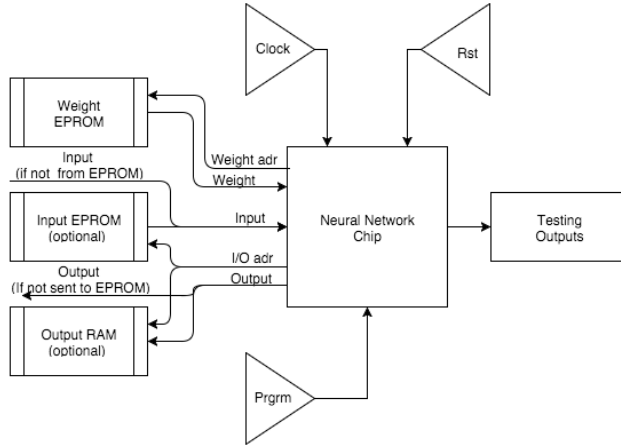 Clock
Rst
Weight
EPROM
Weight adr
Weight
Input
(if not from EPROM)
Input EPROM
(optional)
Input
Neural Network
Chip
Testing
Outputs
I/O adr
Output
Output
(If not sent to EPROM)
Output RAM
(optional)
Prgrm